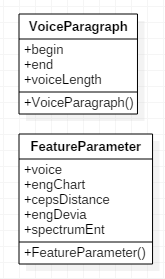 VoiceParagraph
+begin
+end
+voiceLength
+VoiceParagraph()
FeatureParameter
+voice
+engChart
+cepsDistance
+engDevia
+spectrumEnt
+FeatureParameter()